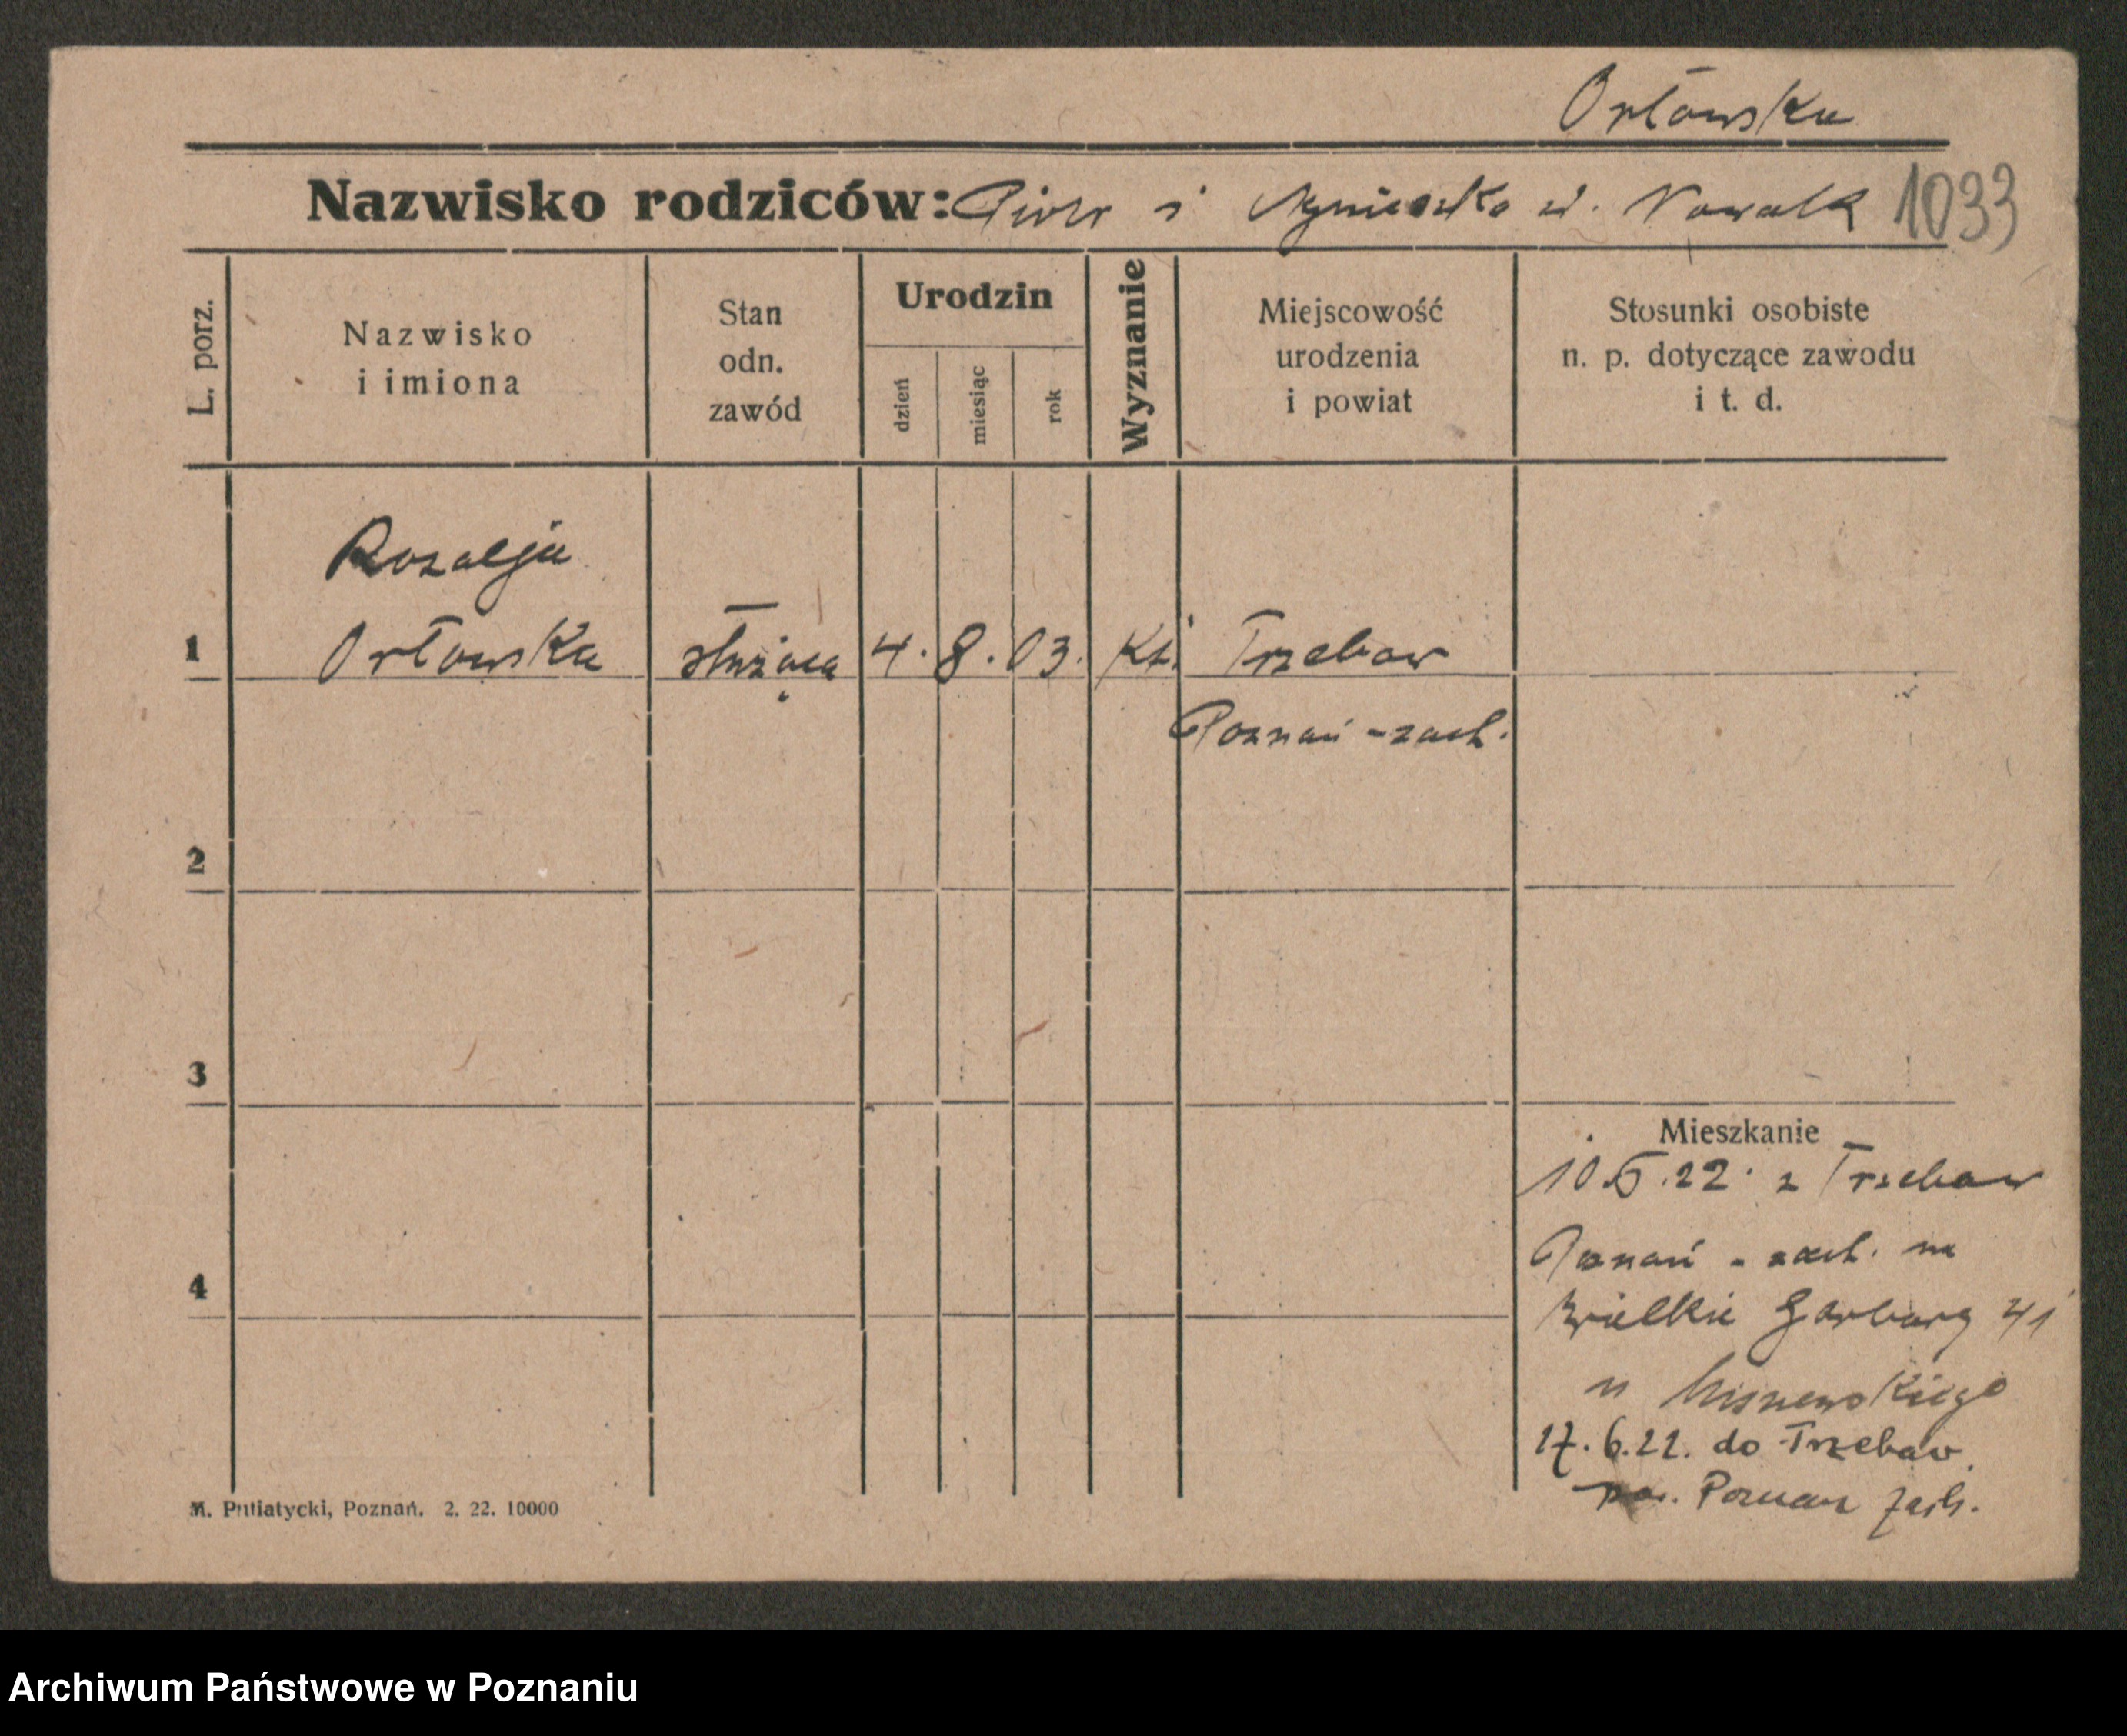 Orłowska
Nazwisko rodziców: Piotr i Agnieszka z d. Nowak 1033
L. porz.
Nazwisko
i imiona
Stan
odn.
zawód
Urodzin
dzień
miesiąc
rok
Wyznanie
Miejscowość
urodzenia
i powiat
Stosunki osobiste
n. p. dotyczące zawodu
i t. d.
Rozalja
1 Orłowska służąca 4. 8. 03. kt. Trzebaw
Poznań - zach.
2
3
Mieszkanie
10.5.22. z Trzebaw
Poznań - zach. na
4
Wielkie Garbary 41
u
17.6.22. do Trzebaw
pow. Poznań zach.
M. Putiatycki, Poznań. 2. 22. 10000
Archiwum Państwowe w Poznaniu